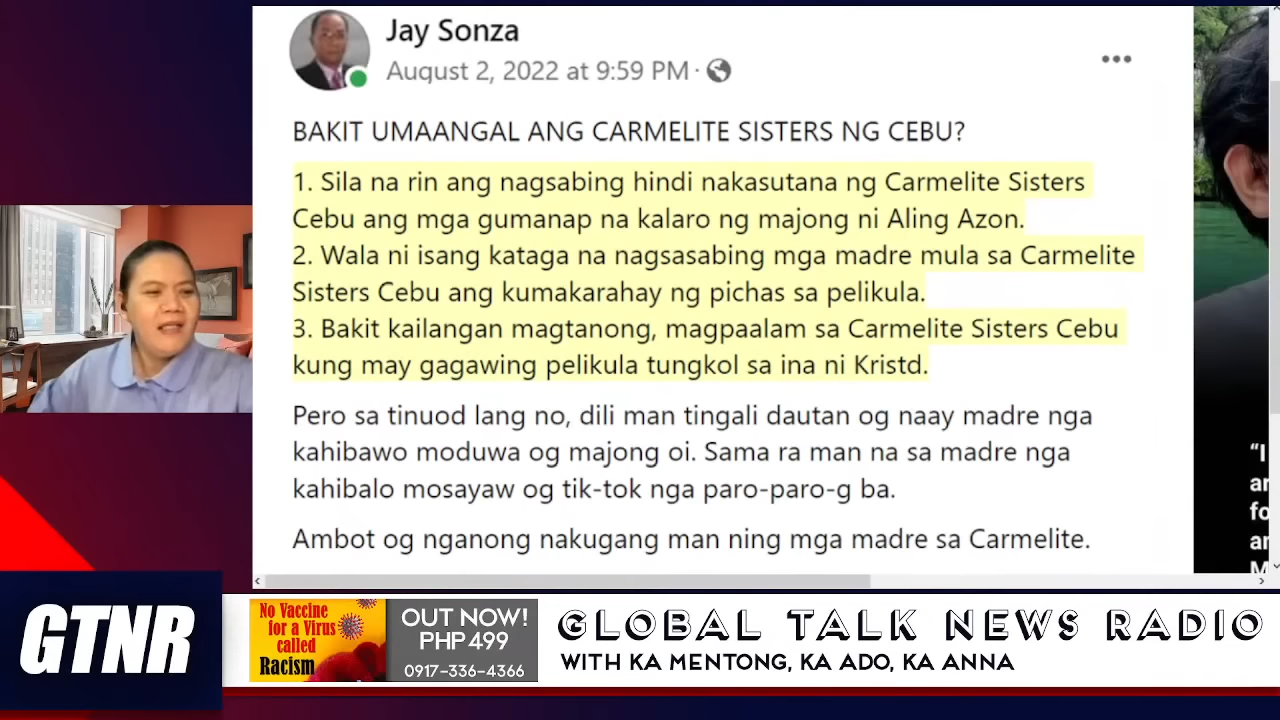 Jay Sonza
August 2, 2022 at 9:59 PM ·
BAKIT UMAANGAL ANG CARMELITE SISTERS NG CEBU?
1. Sila na rin ang nagsabing hindi nakasutana ng Carmelite Sisters
Cebu ang mga gumanap na kalaro ng majong ni Aling Azon.
2. Wala ni isang kataga na nagsasabing mga madre mula sa Carmelite
Sisters Cebu ang kumakarahay ng pichas sa pelikula.
3. Bakit kailangan magtanong, magpaalam sa Carmelite Sisters Cebu
kung may gagawing pelikula tungkol sa ina ni Kristd.
Pero sa tinuod lang no, dili man tingali dautan og naay madre nga
kahibawo moduwa og majong oi. Sama ra man na sa madre nga
kahibalo mosayaw og tik-tok nga paro-paro-g ba.
Ambot og nganong nakugang man ning mga madre sa Carmelite.
“I
an
fo
an
GTNR
No Vaccine
for a Virus
called
Racism
OUT NOW!
PHP 499
0917-336-4366
GLOBAL TALK NEWS RADIO
WITH KA MENTONG, KA ADO, KA ANNA